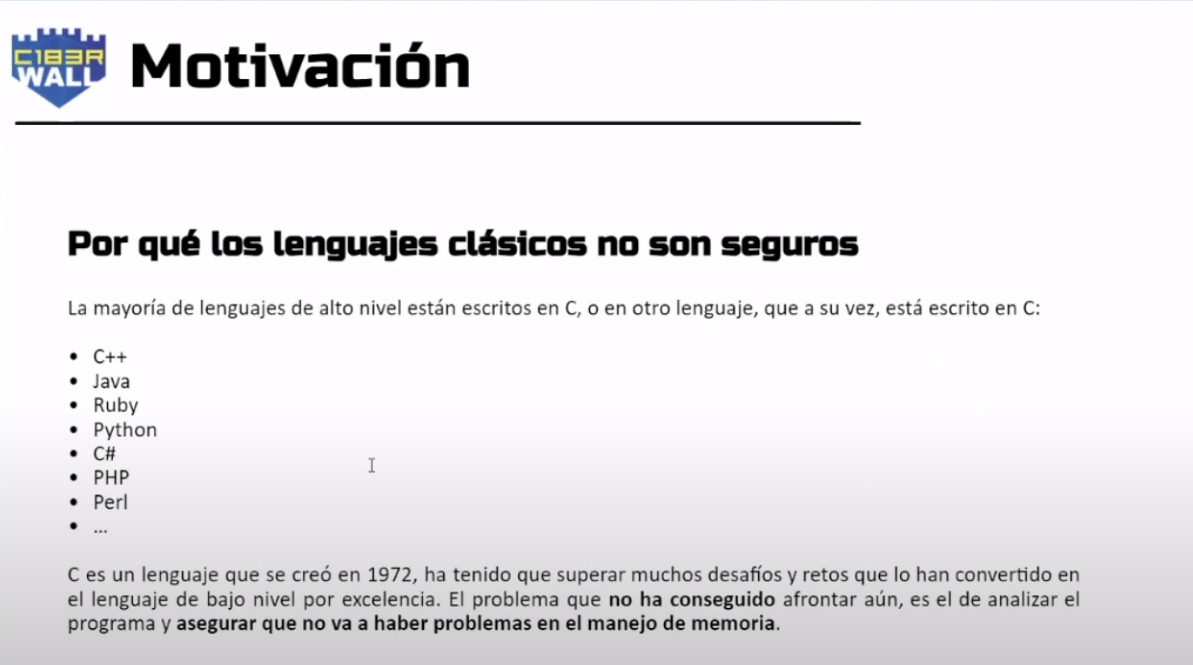 C1B3R
WALL
Motivación
Por qué los lenguajes clásicos no son seguros
La mayoría de lenguajes de alto nivel están escritos en C, o en otro lenguaje, que a su vez, está escrito en C:
• C++
• Java
• Ruby
• Python
• C#
• PHP
• Perl
• ...
C es un lenguaje que se creó en 1972, ha tenido que superar muchos desafíos y retos que lo han convertido en
el lenguaje de bajo nivel por excelencia. El problema que no ha conseguido afrontar aún, es el de analizar el
programa y asegurar que no va a haber problemas en el manejo de memoria.